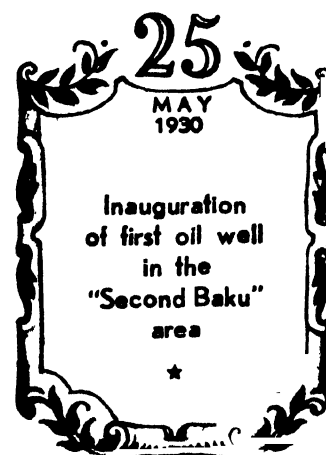 25
MAY
1930
Inauguration
of first oil well
in the
"Second Baku"
area